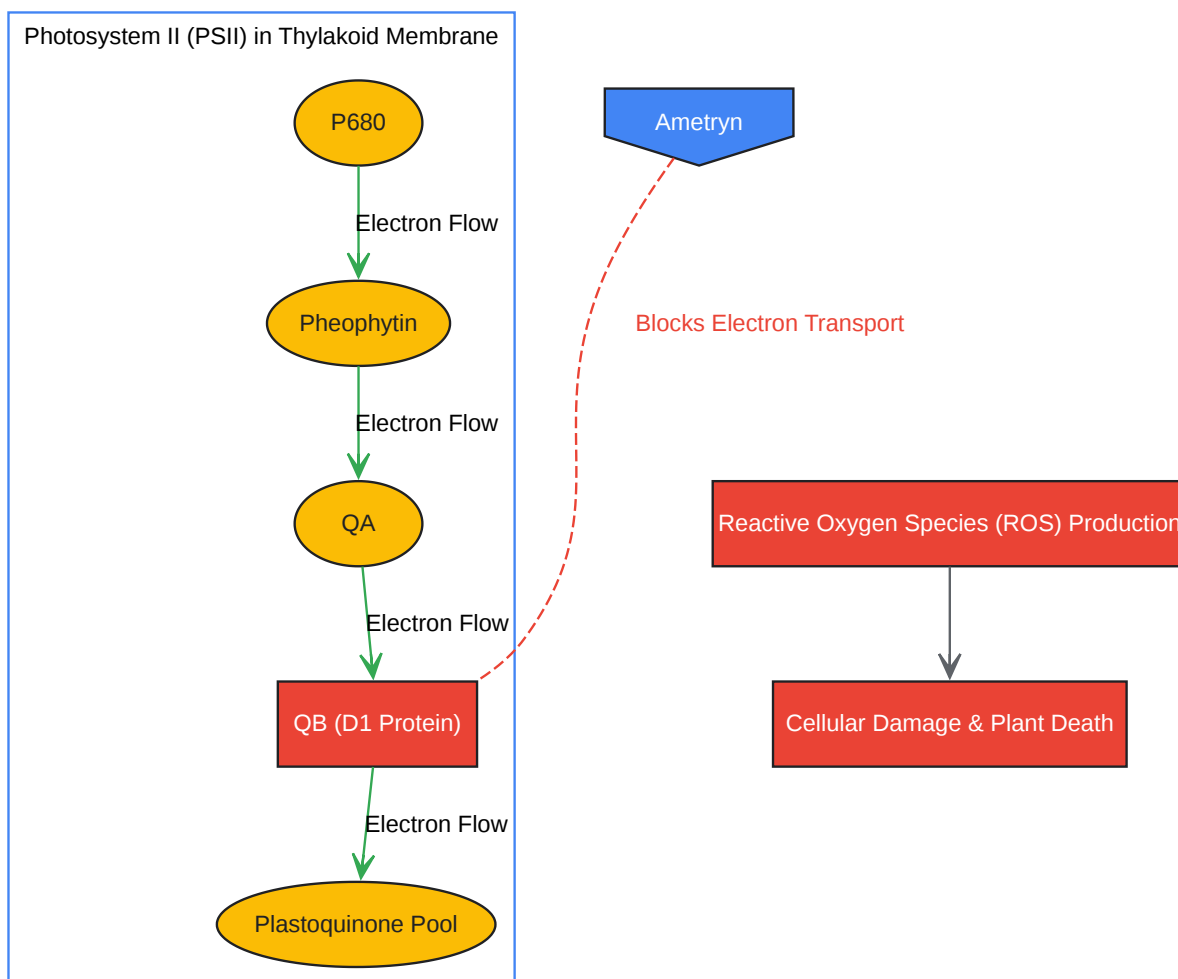 Photosystem II (PSII) in Thylakoid Membrane
P680
Ametryn
Electron Flow
Pheophytin
Blocks Electron Transport
Electron Flow
QA
Reactive Oxygen Species (ROS) Production
Electron Flow
QB (D1 Protein)
Cellular Damage & Plant Death
Electron Flow
Plastoquinone Pool